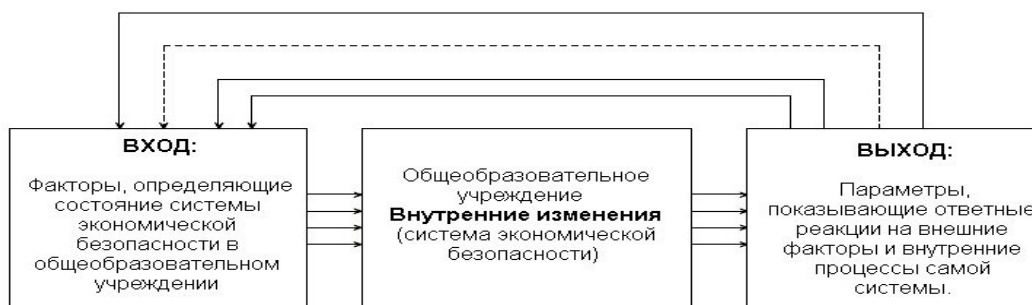 ВХОД:
Факторы, определяющие
состояние системы
экономической
безопасности в
общеобразовательном
учреждении
Общеобразовательное
учреждение
Внутренние изменения
(система экономической
безопасности)
ВЫХОД:
Параметры,
показывающие ответные
реакции на внешние
факторы и внутренние
процессы самой
системы.